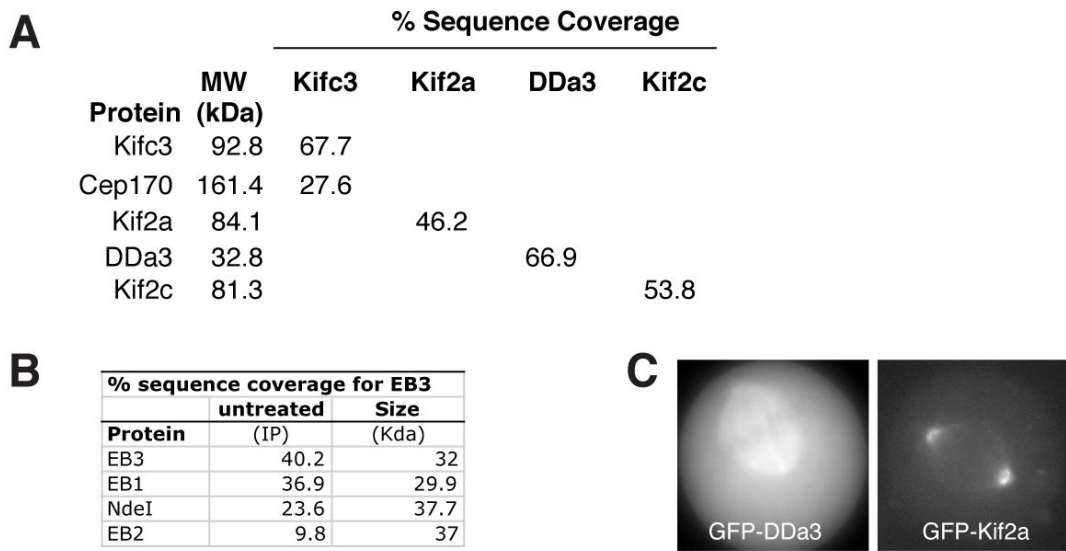 A
% Sequence Coverage
MW Kifc3 Kif2a DDa3 Kif2c
Protein (kDa)
Kifc3 92.8 67.7
Cep170 161.4 27.6
Kif2a 84.1 46.2
DDa3 32.8 66.9
Kif2c 81.3 53.8
B
% sequence coverage for EB3
untreated Size
Protein (IP) (Kda)
EB3 40.2 32
EB1 36.9 29.9
NdeI 23.6 37.7
EB2 9.8 37
C
GFP-DDa3 GFP-Kif2a